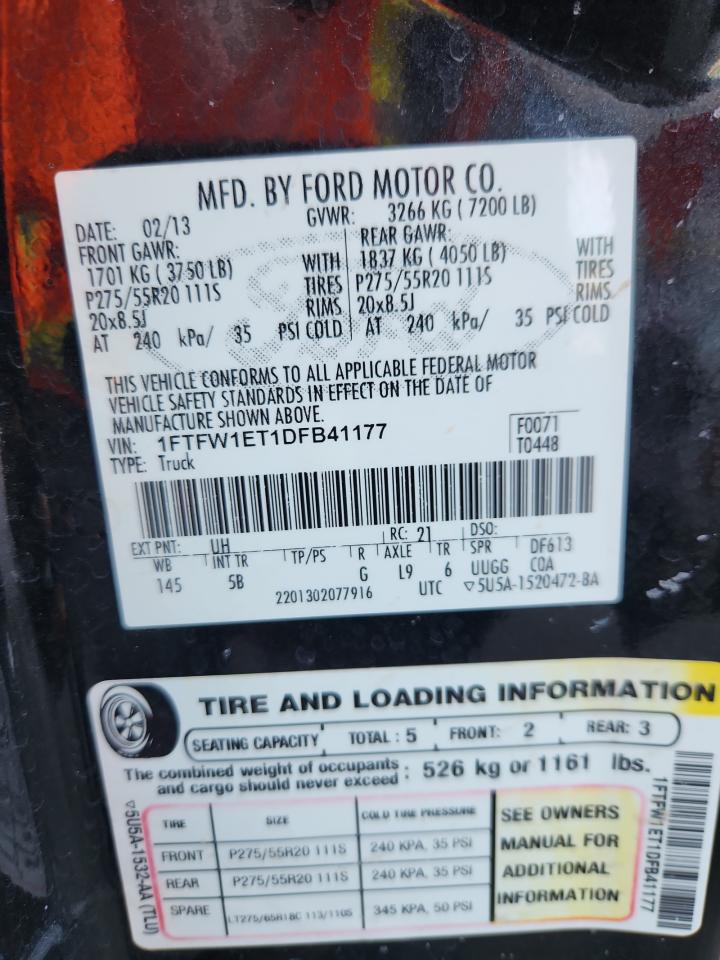 MFD. BY FORD MOTOR CO.
DATE: 02/13 GVWR: 3266 KG ( 7200 LB)
FRONT GAWR: REAR GAWR:
1701 KG ( 3750 LB) WITH 1837 KG ( 4050 LB) WITH
P275/55R20 111S TIRES P275/55R20 111S TIRES
20x8.5J RIMS 20x8.5J RIMS
AT 240 kPa/ 35 PSI COLD AT 240 kPa/ 35 PSI COLD
THIS VEHICLE CONFORMS TO ALL APPLICABLE FEDERAL MOTOR
VEHICLE SAFETY STANDARDS IN EFFECT ON THE DATE OF
MANUFACTURE SHOWN ABOVE.
VIN: 1FTFW1ET1DFB41177 F0071
TYPE: Truck T0448
EXT PNT: UH RC: 21 DSO:
WB INT TR TP/PS R AXLE TR SPR DF613
145 5B G L9 6 UUGG COA
2201302077916 UTC ▽5U5A-1520472-BA
TIRE AND LOADING INFORMATION
SEATING CAPACITY TOTAL : 5 FRONT: 2 REAR: 3
The combined weight of occupants
and cargo should never exceed : 526 kg or 1161 lbs.
TIRE SIZE COLD TIRE PRESSURE
FRONT P275/55R20 111S 240 KPA, 35 PSI
REAR P275/55R20 111S 240 KPA, 35 PSI
SPARE LT275/65R18C 113/110S 345 KPA, 50 PSI
SEE OWNERS
MANUAL FOR
ADDITIONAL
INFORMATION
▽5U5A-1532-AA (TLU)
1FTFW1ET1DFB41177